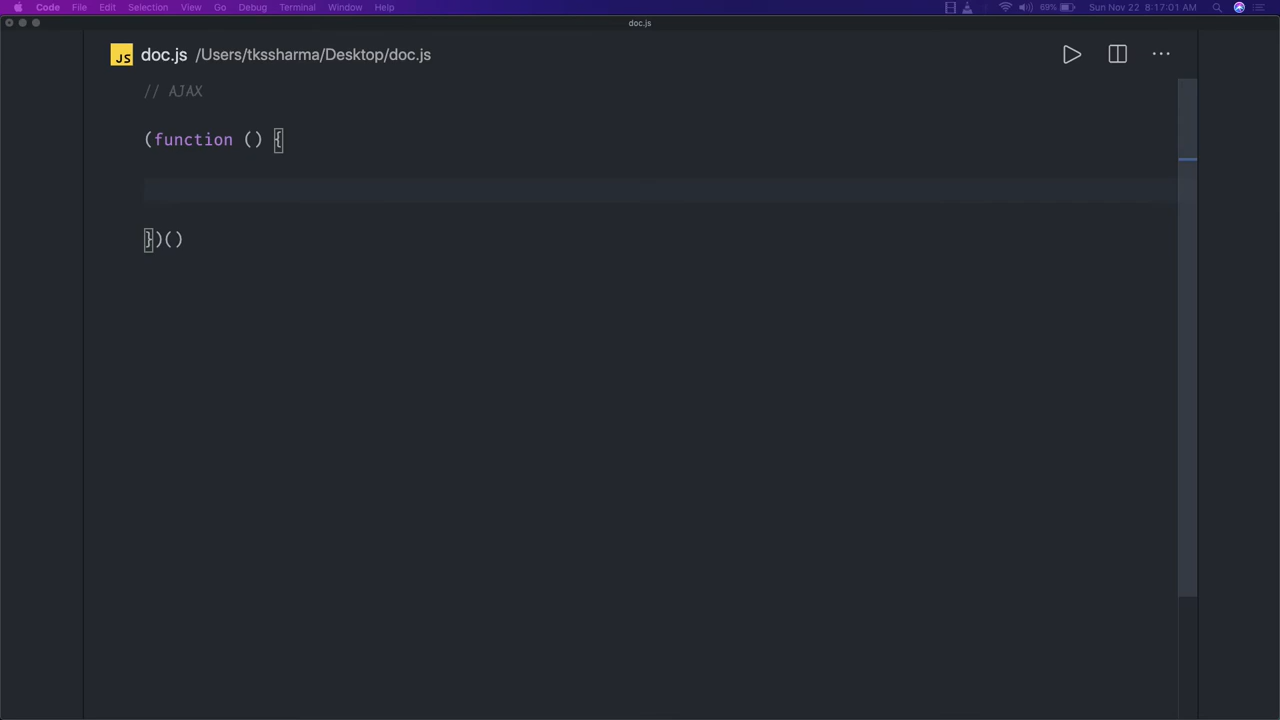 Code File Edit Selection View Go Debug Terminal Window Help 69% Sun Nov 22 8:17:01 AM
doc.js
JS doc.js /Users/tkssharma/Desktop/doc.js
// AJAX
(function () {
})()